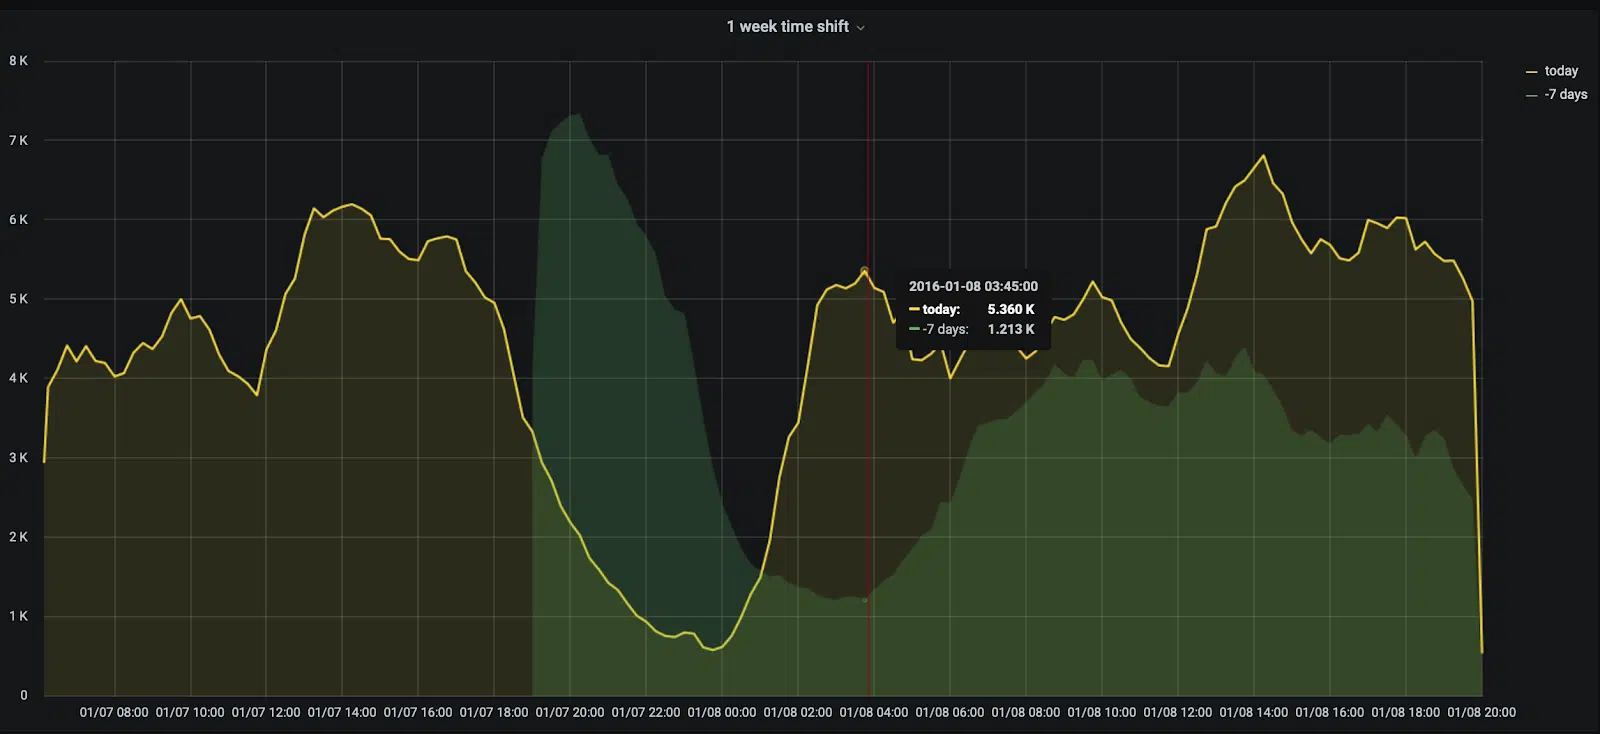 1 week time shift
8 K
7 K
6 K
5 K
4 K
3 K
2 K
1 K
0
today
-7 days
2016-01-08 03:45:00
today: 5.360 K
-7 days: 1.213 K
01/07 08:00 01/07 10:00 01/07 12:00 01/07 14:00 01/07 16:00 01/07 18:00 01/07 20:00 01/07 22:00 01/08 00:00 01/08 02:00 01/08 04:00 01/08 06:00 01/08 08:00 01/08 10:00 01/08 12:00 01/08 14:00 01/08 16:00 01/08 18:00 01/08 20:00